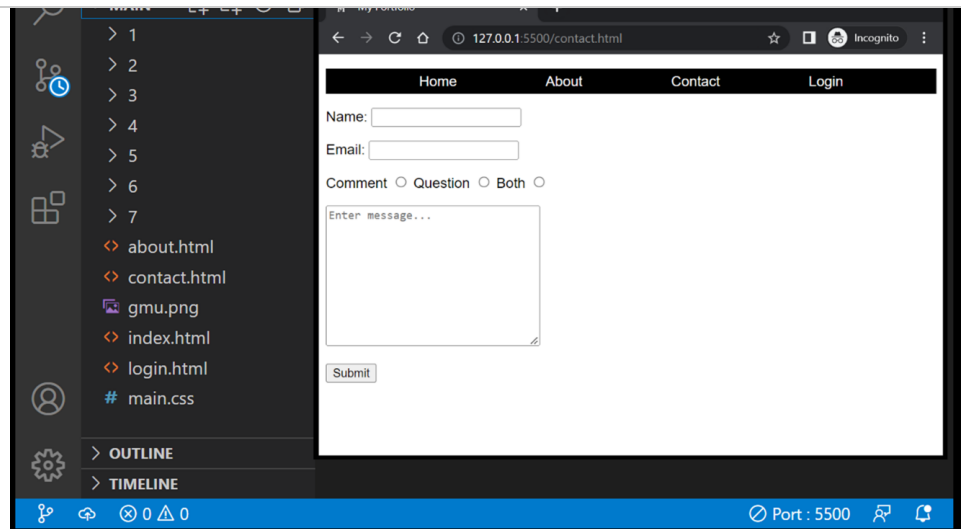 MAIN
My Portfolio
1
2
3
4
5
6
7
about.html
contact.html
gmu.png
index.html
login.html
# main.css
OUTLINE
TIMELINE
127.0.0.1:5500/contact.html
Incognito
Home About Contact Login
Name:
Email:
Comment Question Both
Enter message...
Submit
0 0
Port : 5500